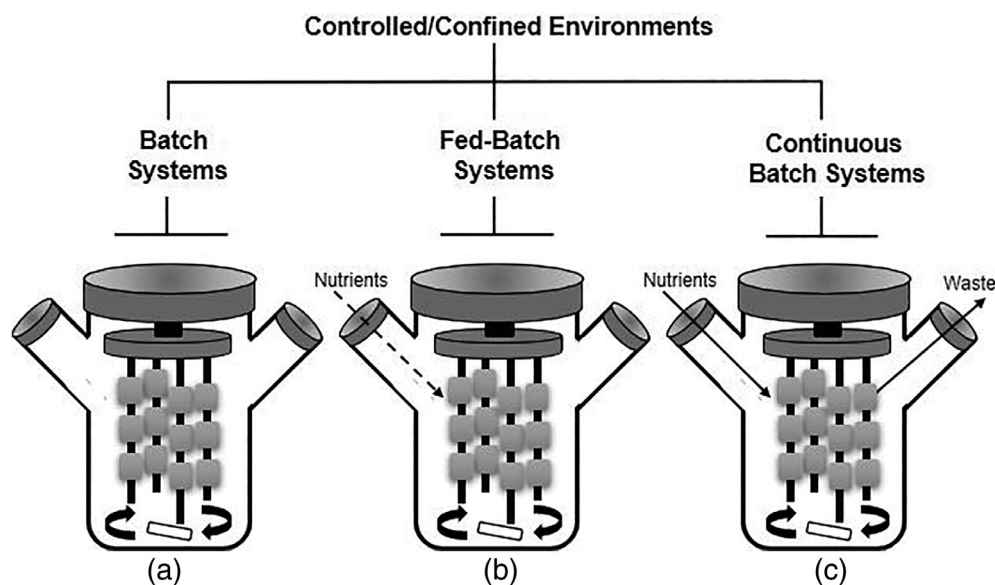 Controlled/Confined Environments
Batch
Systems
Fed-Batch
Systems
Continuous
Batch Systems
Nutrients
Nutrients
Waste
(a)
(b)
(c)